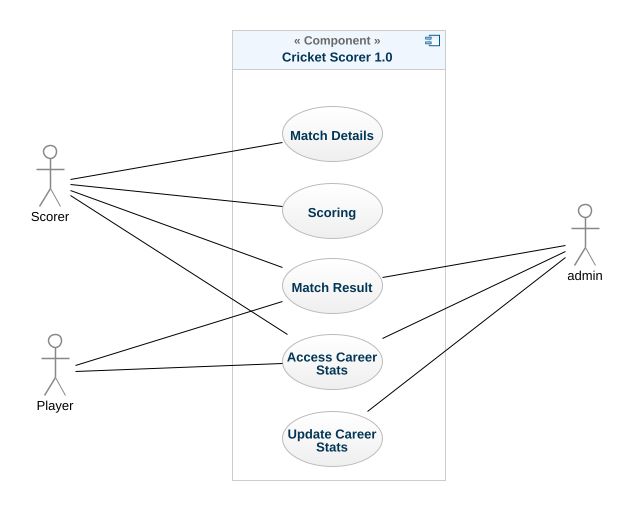 « Component »
Cricket Scorer 1.0
Match Details
Scoring
Match Result
Access Career
Stats
Update Career
Stats
Scorer
Player
admin